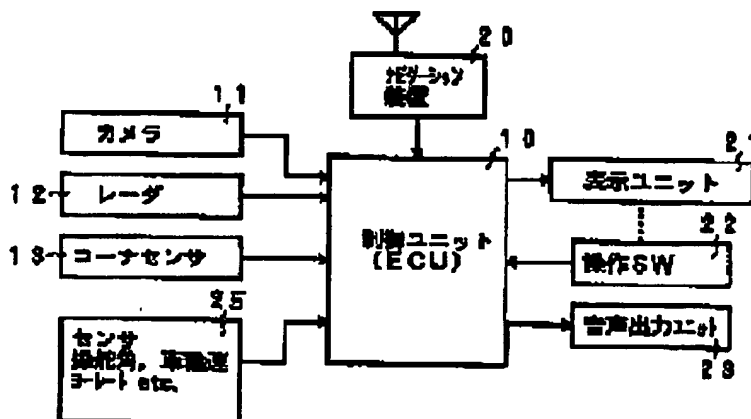 20
ナビゲーション
装置
11
カメラ
10
21
表示ユニット
12
レーダ
制御ユニット
(ECU)
22
13
コーナセンサ
操作SW
25
センサ
操舵角, 車輪速
ヨーレート etc.
音声出力ユニット
23